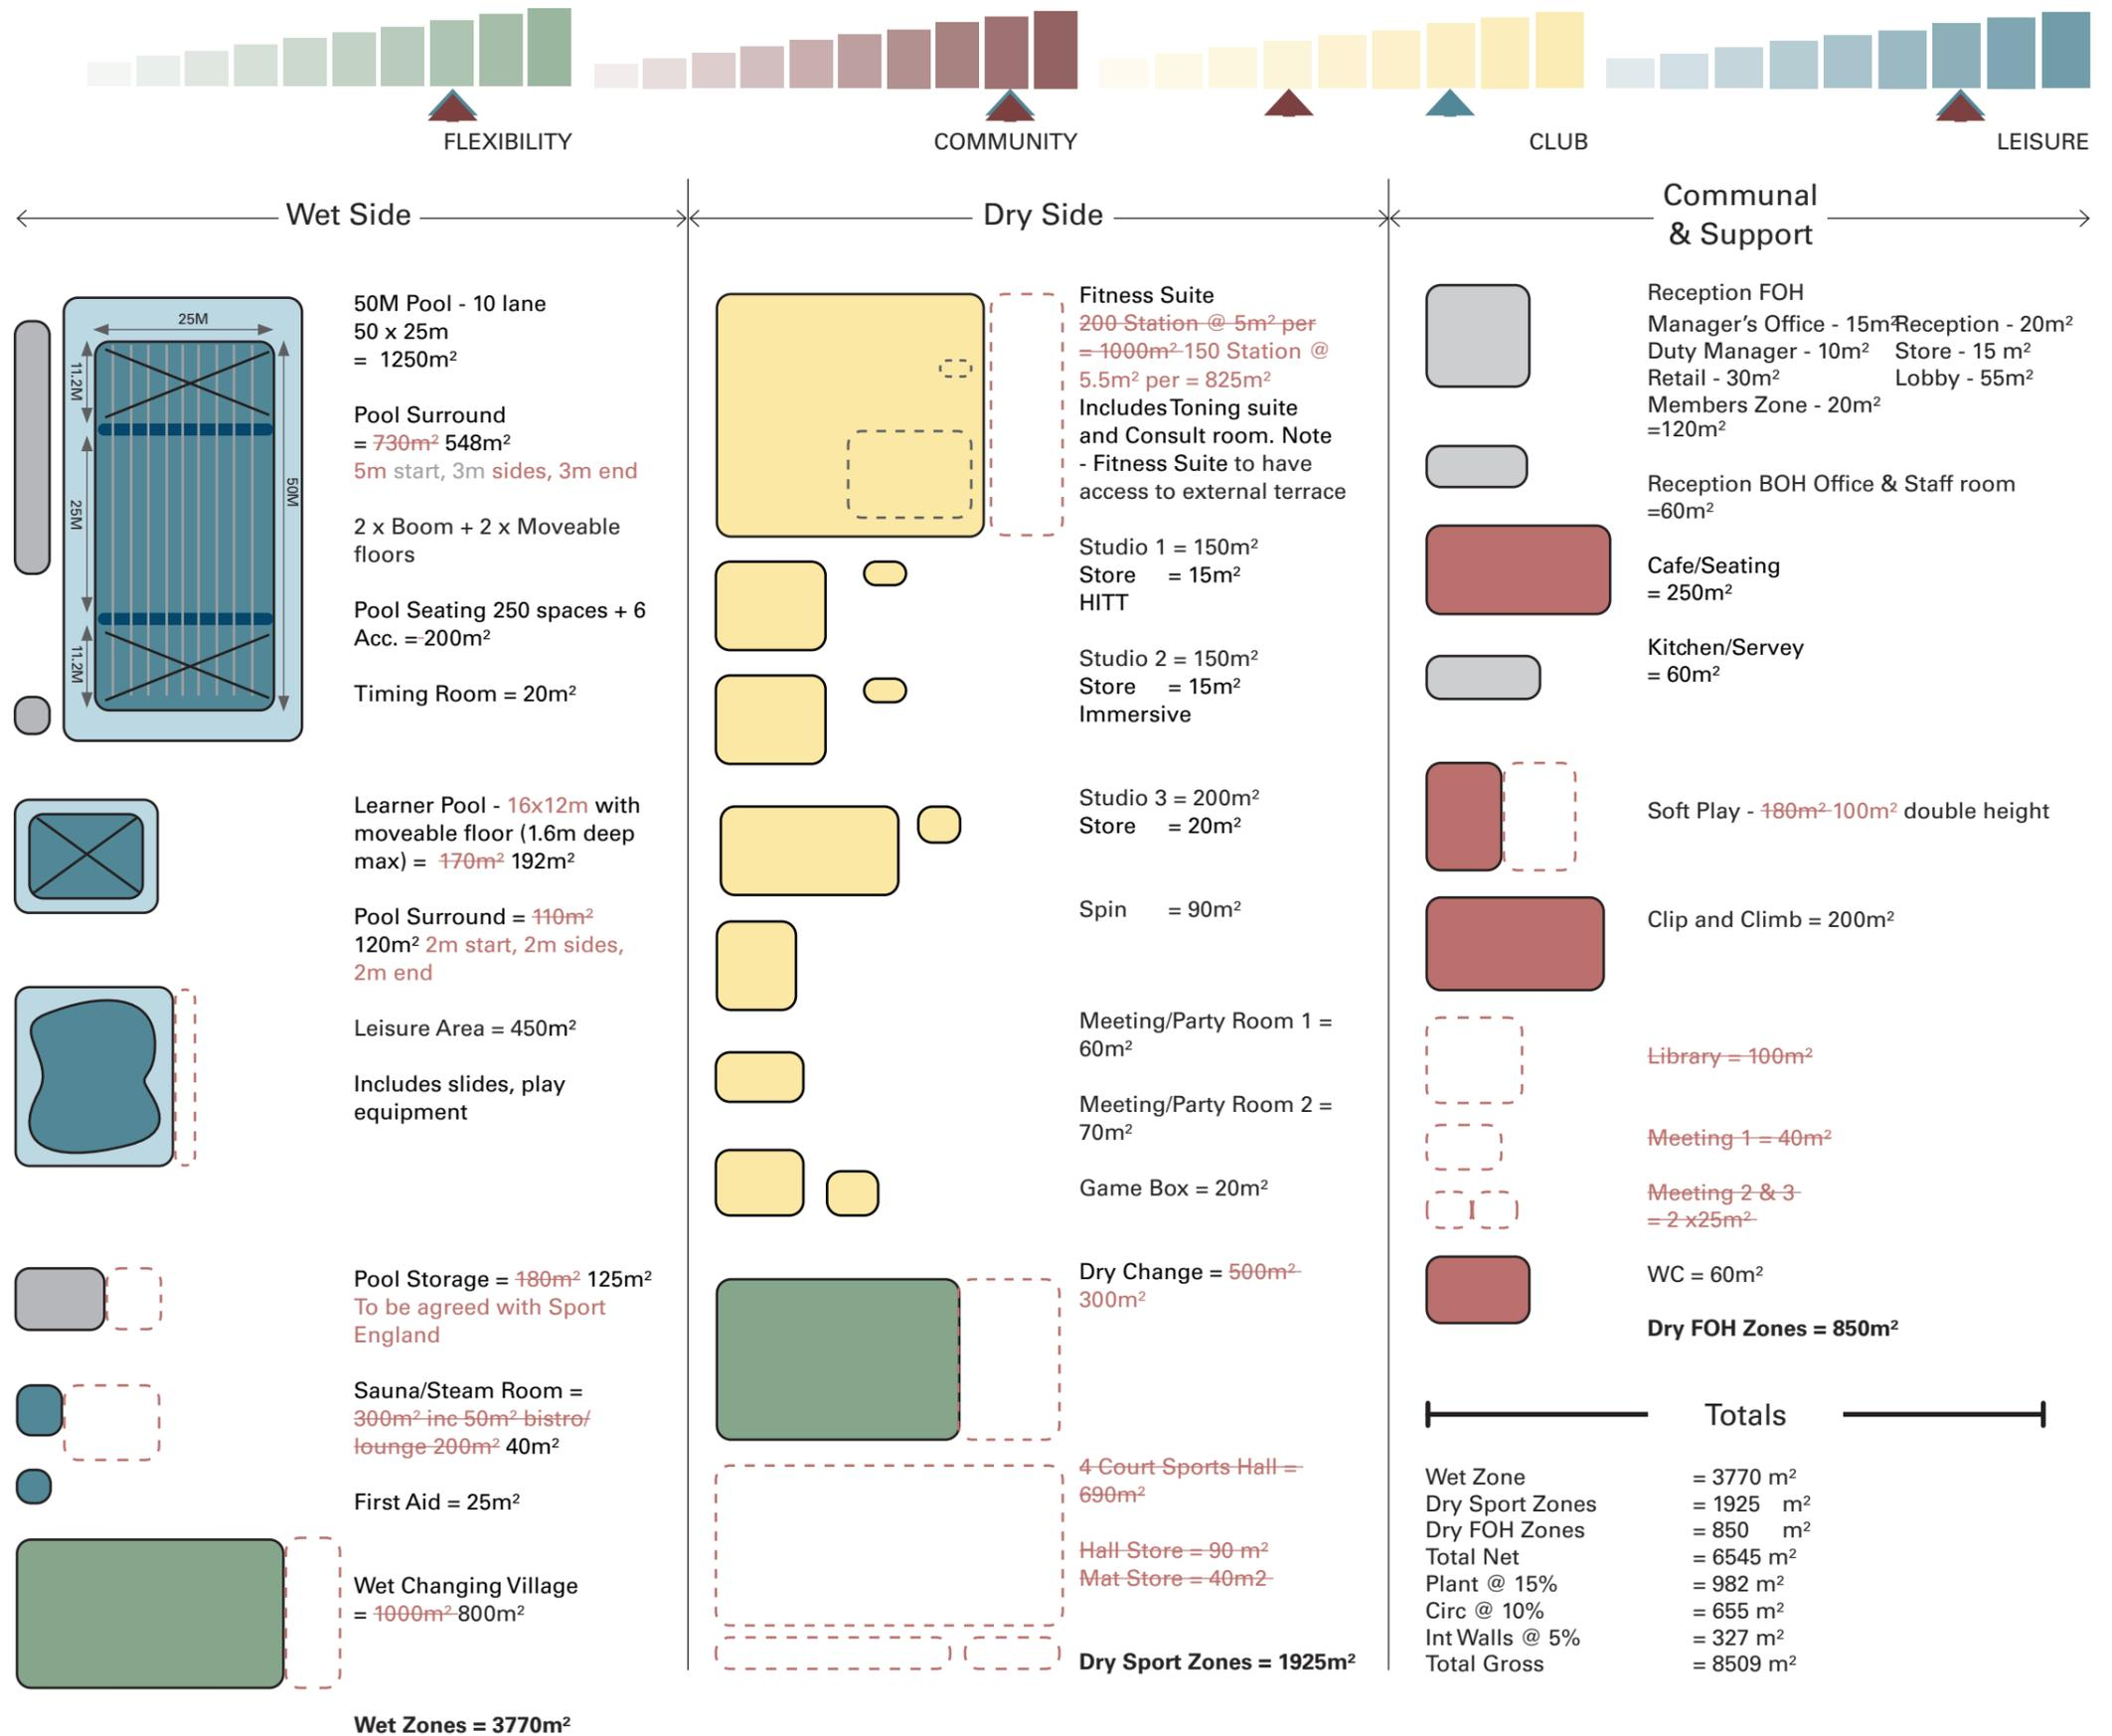 FLEXIBILITY
COMMUNITY
CLUB
LEISURE
Wet Side
Dry Side
Communal
& Support
25M
11.2M
25M
50M
11.2M
50M Pool - 10 lane
50 x 25m
= 1250m²
Pool Surround
= 730m² 548m²
5m start, 3m sides, 3m end
2 x Boom + 2 x Moveable
floors
Pool Seating 250 spaces + 6
Acc. = 200m²
Timing Room = 20m²
Learner Pool - 16x12m with
moveable floor (1.6m deep
max) = 170m² 192m²
Pool Surround = 110m²
120m² 2m start, 2m sides,
2m end
Leisure Area = 450m²
Includes slides, play
equipment
Pool Storage = 180m² 125m²
To be agreed with Sport
England
Sauna/Steam Room =
300m² inc 50m² bistro/
lounge 200m² 40m²
First Aid = 25m²
Wet Changing Village
= 1000m² 800m²
Wet Zones = 3770m²
Fitness Suite
200 Station @ 5m² per
= 1000m² 150 Station @
5.5m² per = 825m²
Includes Toning suite
and Consult room. Note
- Fitness Suite to have
access to external terrace
Studio 1 = 150m²
Store = 15m²
HITT
Studio 2 = 150m²
Store = 15m²
Immersive
Studio 3 = 200m²
Store = 20m²
Spin = 90m²
Meeting/Party Room 1 =
60m²
Meeting/Party Room 2 =
70m²
Game Box = 20m²
Dry Change = 500m²
300m²
4 Court Sports Hall =
690m²
Hall Store = 90 m²
Mat Store = 40m2
Dry Sport Zones = 1925m²
Reception FOH
Manager's Office - 15m² Reception - 20m²
Duty Manager - 10m² Store - 15 m²
Retail - 30m² Lobby - 55m²
Members Zone - 20m²
=120m²
Reception BOH Office & Staff room
=60m²
Cafe/Seating
= 250m²
Kitchen/Servey
= 60m²
Soft Play - 180m² 100m² double height
Clip and Climb = 200m²
Library = 100m²
Meeting 1 = 40m²
Meeting 2 & 3
= 2 x25m²
WC = 60m²
Dry FOH Zones = 850m²
Totals
Wet Zone = 3770 m²
Dry Sport Zones = 1925 m²
Dry FOH Zones = 850 m²
Total Net = 6545 m²
Plant @ 15% = 982 m²
Circ @ 10% = 655 m²
Int Walls @ 5% = 327 m²
Total Gross = 8509 m²